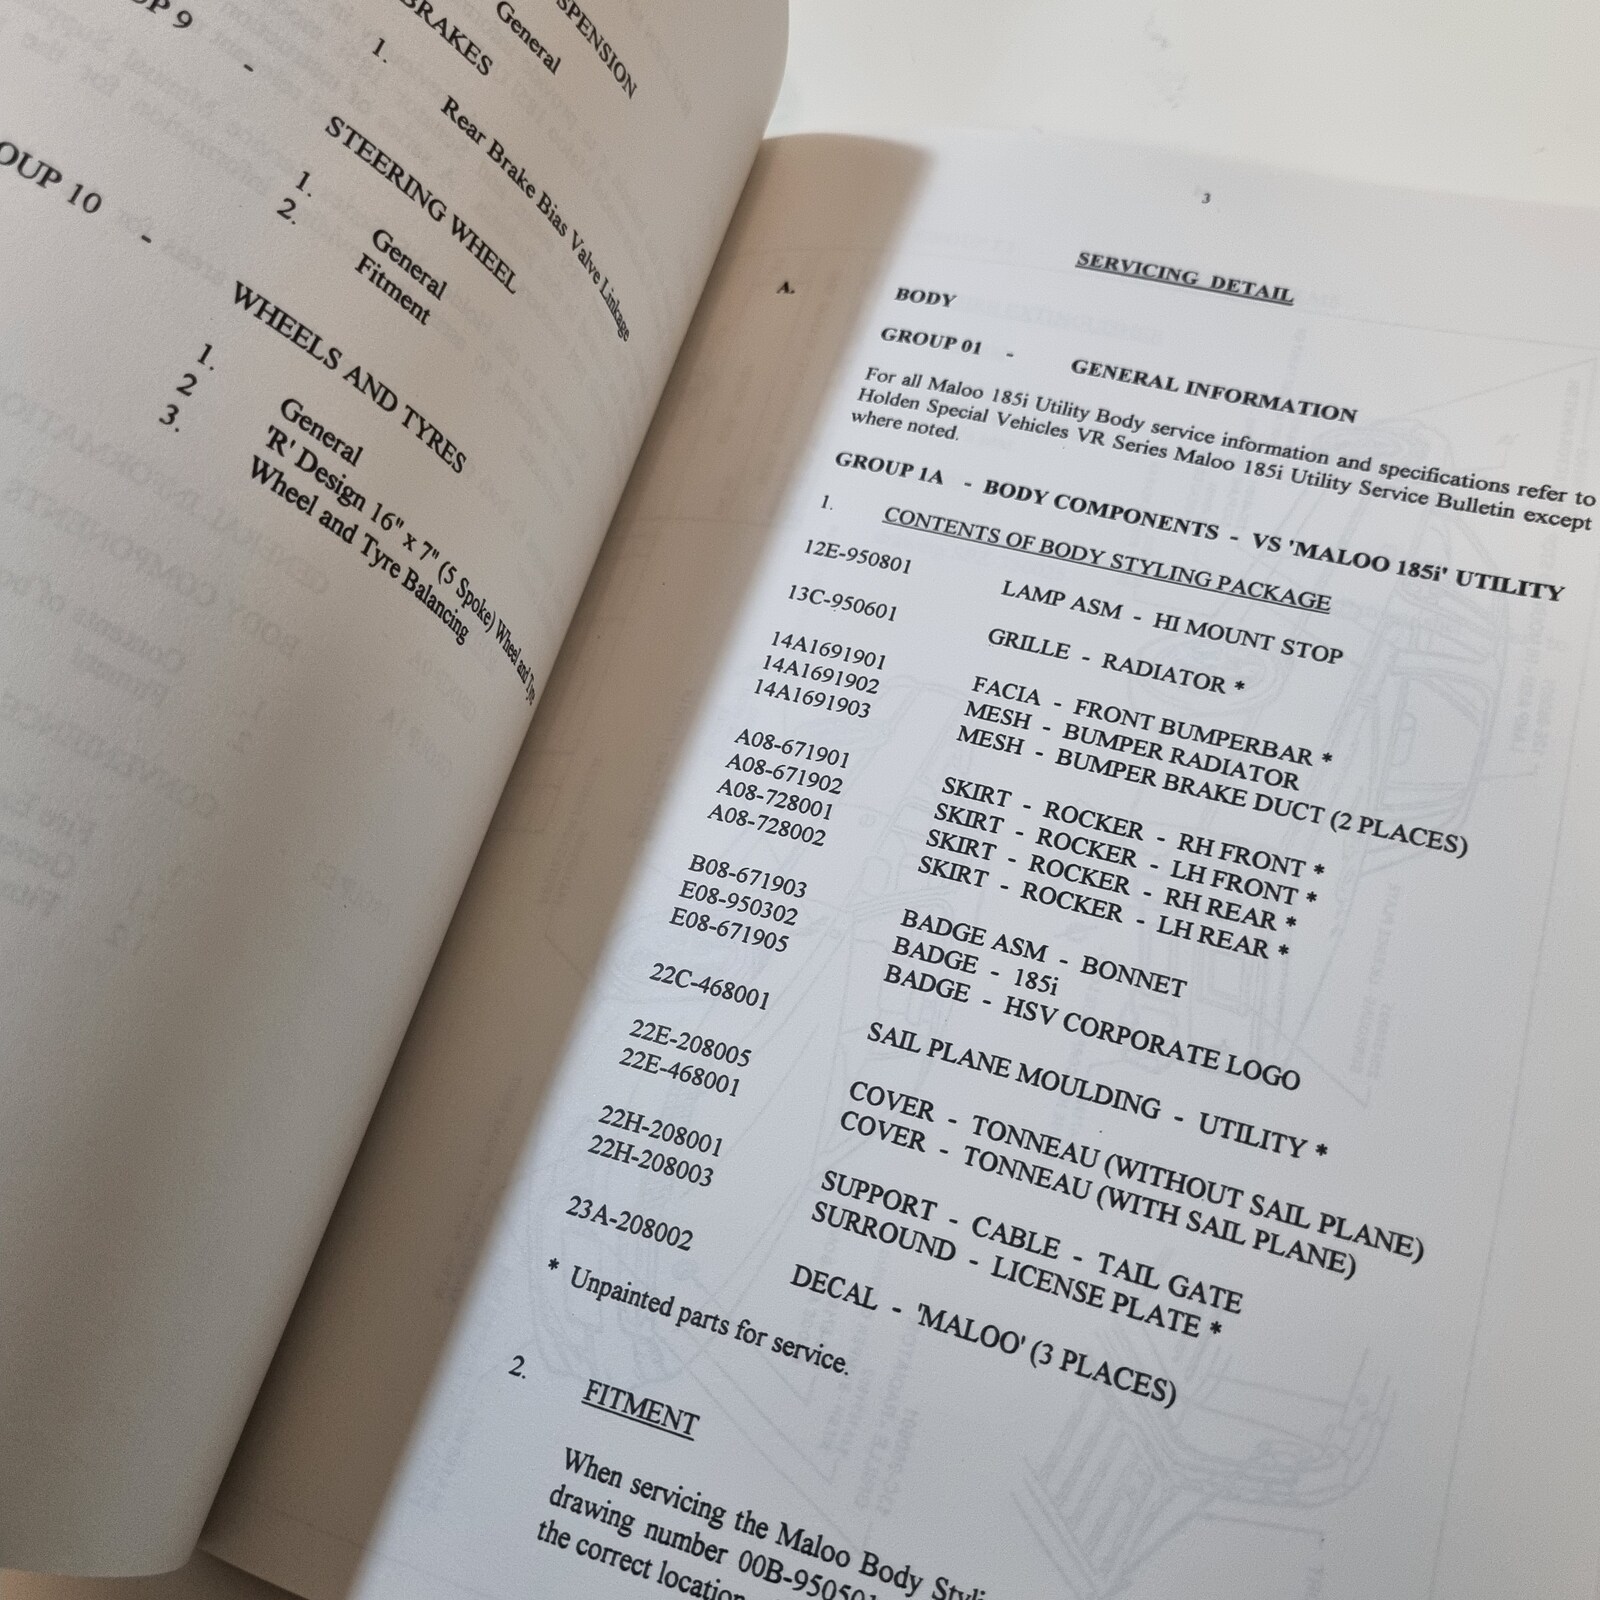 SPENSION
General
BRAKES
1.
Rear Brake Bias Valve Linkage
STEERING WHEEL
1. General
2. Fitment
OUP 10 - WHEELS AND TYRES
1. General
2 'R' Design 16" x 7" (5 Spoke) Wheel and Tyre
3. Wheel and Tyre Balancing
3
SERVICING DETAIL
A. BODY
GROUP 01 - GENERAL INFORMATION
For all Maloo 185i Utility Body service information and specifications refer to
Holden Special Vehicles VR Series Maloo 185i Utility Service Bulletin except
where noted.
GROUP 1A - BODY COMPONENTS - VS 'MALOO 185i' UTILITY
1. CONTENTS OF BODY STYLING PACKAGE
12E-950801 LAMP ASM - HI MOUNT STOP
13C-950601 GRILLE - RADIATOR *
14A1691901 FACIA - FRONT BUMPERBAR *
14A1691902 MESH - BUMPER RADIATOR
14A1691903 MESH - BUMPER BRAKE DUCT (2 PLACES)
A08-671901 SKIRT - ROCKER - RH FRONT *
A08-671902 SKIRT - ROCKER - LH FRONT *
A08-728001 SKIRT - ROCKER - RH REAR *
A08-728002 SKIRT - ROCKER - LH REAR *
B08-671903 BADGE ASM - BONNET
E08-950302 BADGE - 185i
E08-671905 BADGE - HSV CORPORATE LOGO
22C-468001 SAIL PLANE MOULDING - UTILITY *
22E-208005 COVER - TONNEAU (WITHOUT SAIL PLANE)
22E-468001 COVER - TONNEAU (WITH SAIL PLANE)
22H-208001 SUPPORT - CABLE - TAIL GATE
22H-208003 SURROUND - LICENSE PLATE *
23A-208002 DECAL - 'MALOO' (3 PLACES)
* Unpainted parts for service.
2. FITMENT
When servicing the Maloo Body Styli
drawing number 00B-950501
the correct location